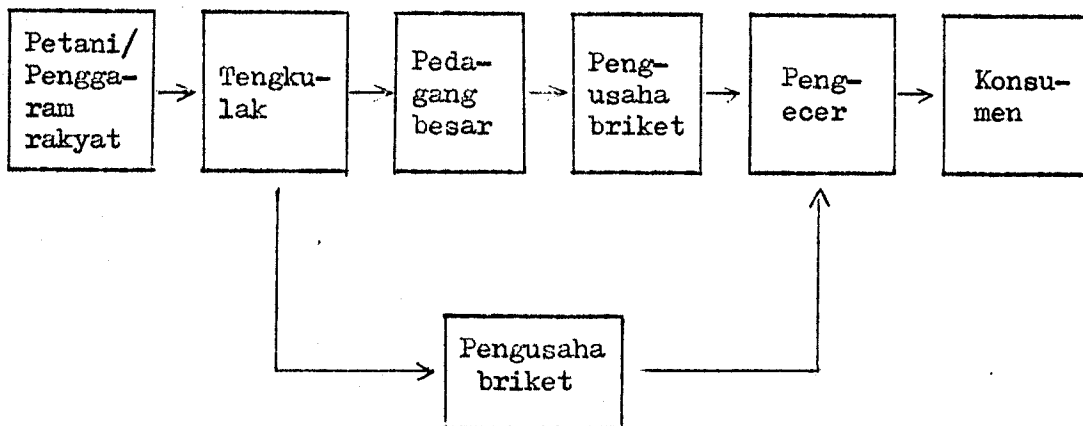 Petani/
Pengga-
ram
rakyat
Tengku-
lak
Peda-
gang
besar
Peng-
usaha
briket
Peng-
ecer
Konsu-
men
Pengusaha
briket